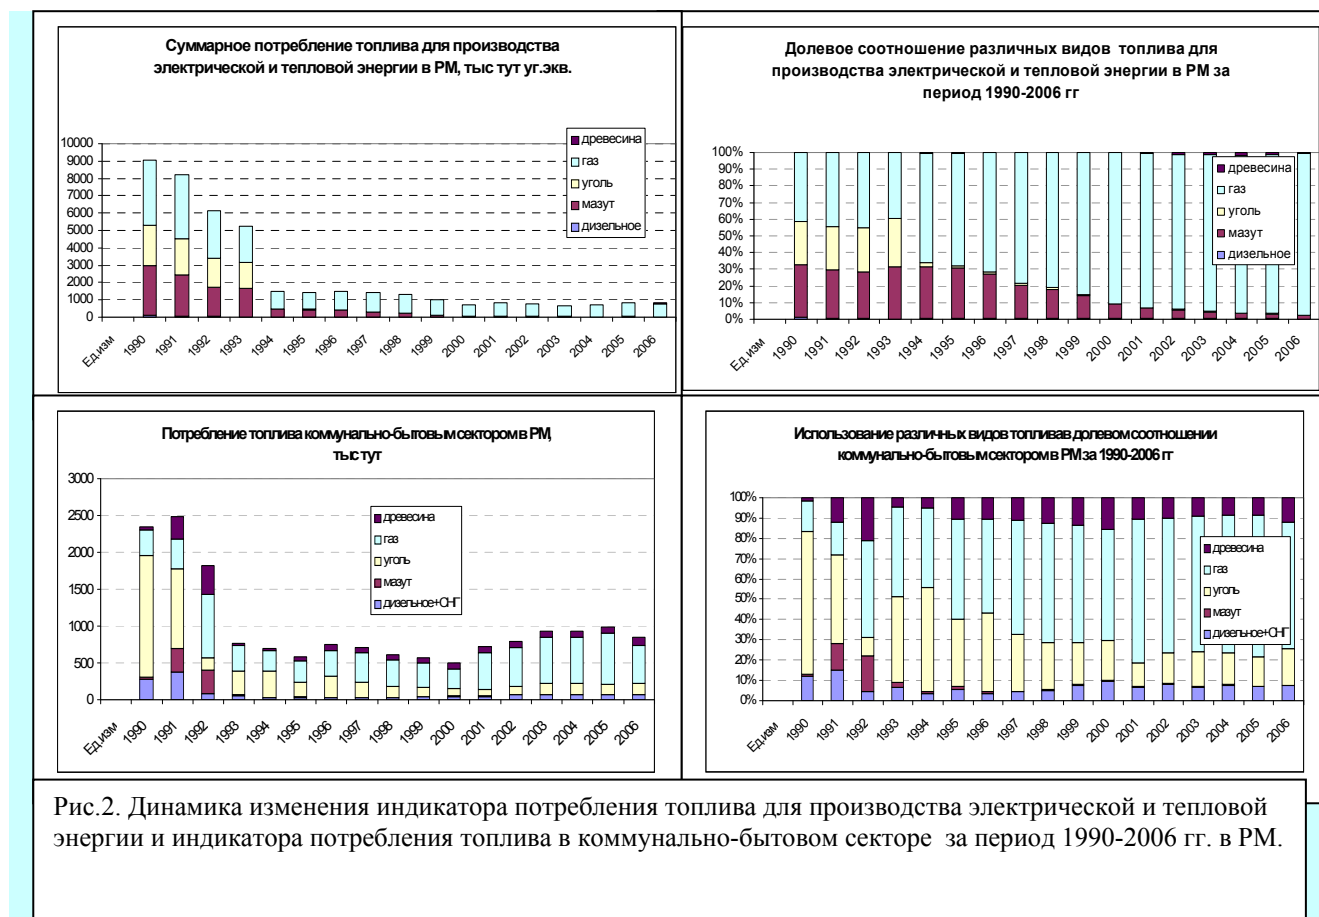 Суммарное потребление топлива для производства
электрической и тепловой энергии в РМ, тыс тут уг.экв.
10000
9000
8000
7000
6000
5000
4000
3000
2000
1000
0
древесина
газ
уголь
мазут
дизельное
Ед.изм 1990 1991 1992 1993 1994 1995 1996 1997 1998 1999 2000 2001 2002 2003 2004 2005 2006
Долевое соотношение различных видов топлива для
производства электрической и тепловой энергии в РМ за
период 1990-2006 гг
100%
90%
80%
70%
60%
50%
40%
30%
20%
10%
0%
древесина
газ
уголь
мазут
дизельное
Ед.изм 1990 1991 1992 1993 1994 1995 1996 1997 1998 1999 2000 2001 2002 2003 2004 2005 2006
Потребление топлива коммунально-бытовым сектором в РМ,
тыс тут
3000
2500
2000
1500
1000
500
0
древесина
газ
уголь
мазут
дизельное+СНГ
Ед.изм 1990 1991 1992 1993 1994 1995 1996 1997 1998 1999 2000 2001 2002 2003 2004 2005 2006
Использование различных видов топлива в долевом соотношении
коммунально-бытовым сектором в РМ за 1990-2006 гг
100%
90%
80%
70%
60%
50%
40%
30%
20%
10%
0%
древесина
газ
уголь
мазут
дизельное+СНГ
Ед.изм 1990 1991 1992 1993 1994 1995 1996 1997 1998 1999 2000 2001 2002 2003 2004 2005 2006
Рис.2. Динамика изменения индикатора потребления топлива для производства электрической и тепловой
энергии и индикатора потребления топлива в коммунально-бытовом секторе за период 1990-2006 гг. в РМ.